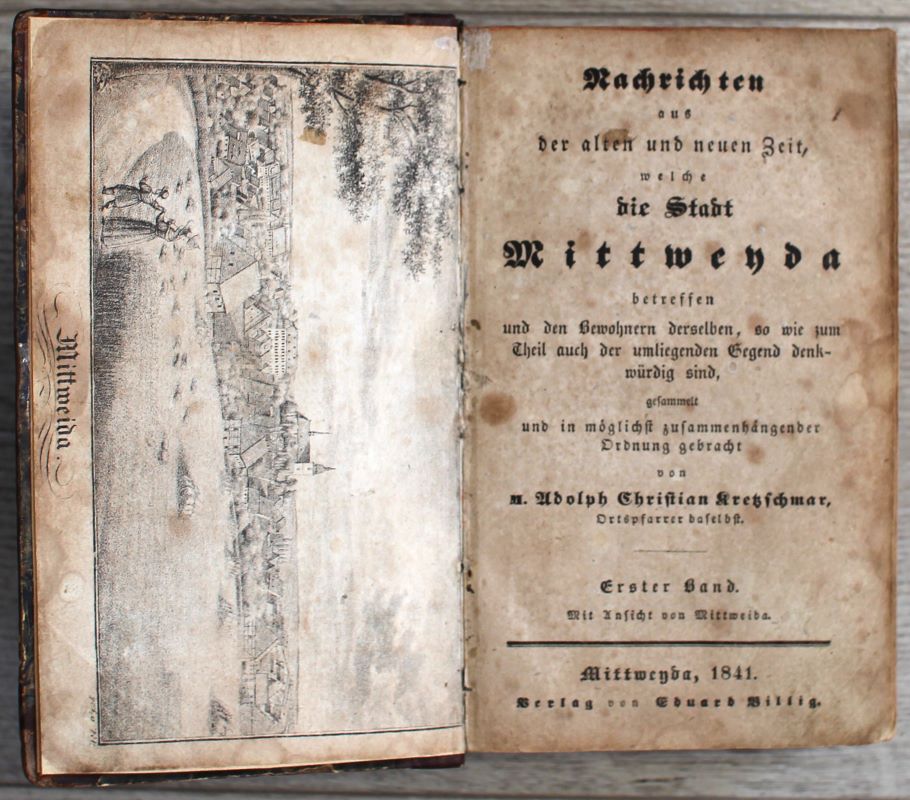 Mittweida.
Nachrichten
aus
der alten und neuen Zeit,
welche
die Stadt
Mittweyda
betreffen
und den Bewohnern derselben, so wie zum
Theil auch der umliegenden Gegend denk-
würdig sind,
gesammelt
und in möglichst zusammenhängender
Ordnung gebracht
von
M. Adolph Christian Kretzschmar,
Ortspfarrer daselbst.
Erster Band.
Mit Ansicht von Mittweida.
Mittweyda, 1841.
Verlag von Eduard Billig.